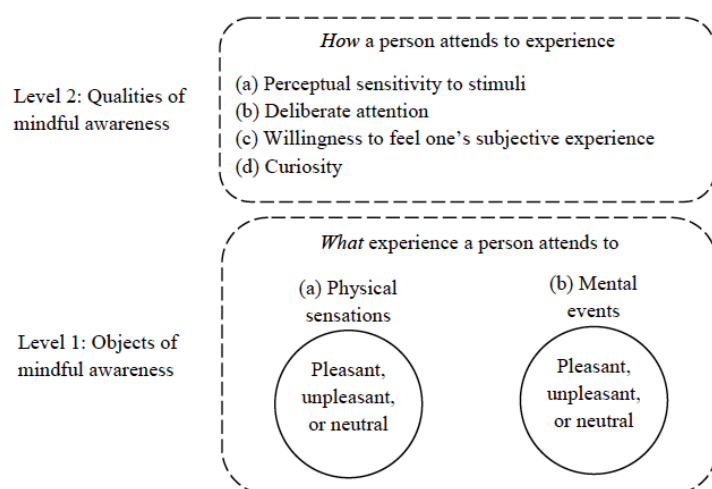 How a person attends to experience
Level 2: Qualities of
mindful awareness
(a) Perceptual sensitivity to stimuli
(b) Deliberate attention
(c) Willingness to feel one's subjective experience
(d) Curiosity
What experience a person attends to
Level 1: Objects of
mindful awareness
(a) Physical
sensations
Pleasant,
unpleasant,
or neutral
(b) Mental
events
Pleasant,
unpleasant,
or neutral